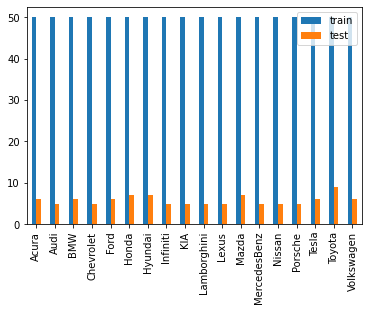 50
40
30
20
10
0
train
test
Acura
Audi
BMW
Chevrolet
Ford
Honda
Hyundai
Infiniti
KIA
Lamborghini
Lexus
Mazda
MercedesBenz
Nissan
Porsche
Tesla
Toyota
Volkswagen